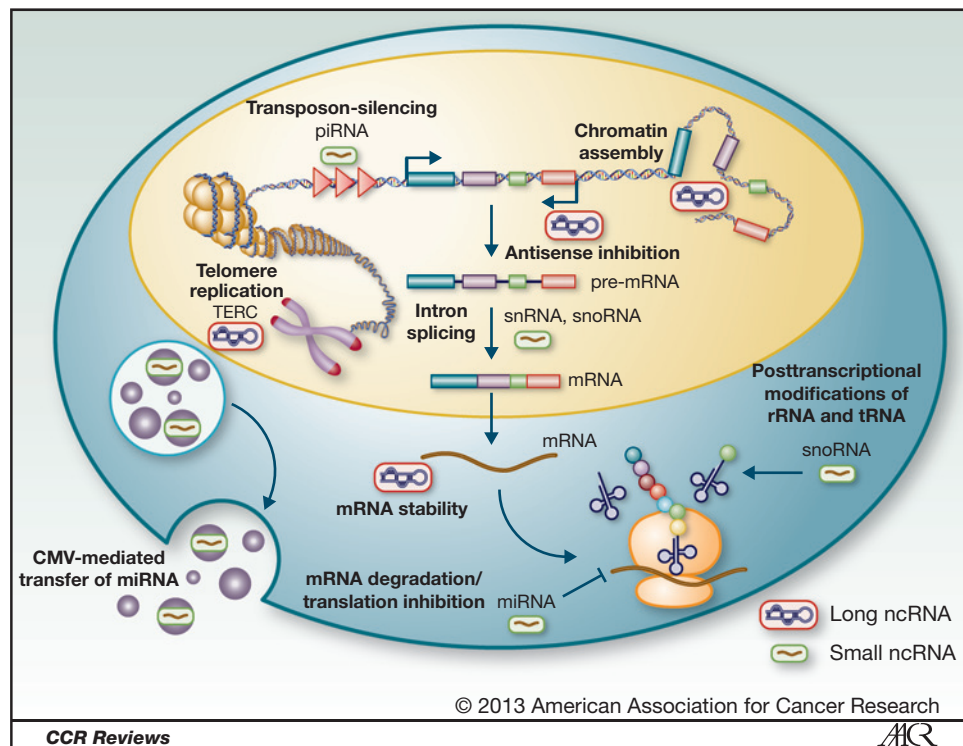 Transposon-silencing
piRNA
Chromatin
assembly
Antisense inhibition
Telomere
replication
TERC
pre-mRNA
Intron
splicing
snRNA, snoRNA
mRNA
Posttranscriptional
modifications of
rRNA and tRNA
snoRNA
mRNA
mRNA stability
CMV-mediated
transfer of miRNA
mRNA degradation/
translation inhibition
miRNA
Long ncRNA
Small ncRNA
© 2013 American Association for Cancer Research
CCR Reviews
AACR